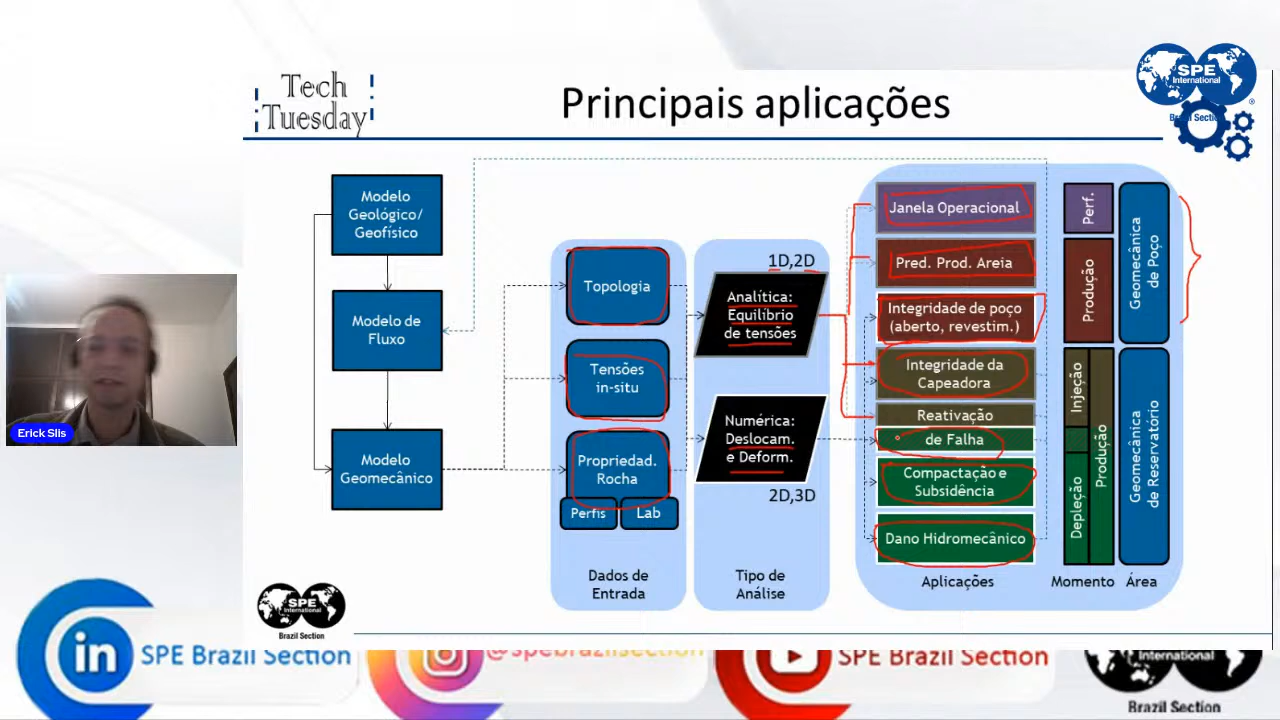 Tech
Tuesday
Principais aplicações
SPE
International
Brazil Section
Modelo
Geológico/
Geofísico
Modelo de
Fluxo
Modelo
Geomecânico
Topologia
Tensões
in-situ
Propriedad.
Rocha
Perfis
Lab
Dados de
Entrada
1D,2D
Analítica:
Equilíbrio
de tensões
Numérica:
Deslocam.
e Deform.
2D,3D
Tipo de
Análise
Janela Operacional
Pred. Prod. Areia
Integridade de poço
(aberto, revestim.)
Integridade da
Capeadora
Reativação
de Falha
Compactação e
Subsidência
Dano Hidromecânico
Aplicações
Perf.
Produção
Injeção
Depleção
Produção
Momento
Geomecânica
de Poço
Geomecânica
de Reservatório
Área
Erick Slis
SPE
International
Brazil Section
in
SPE Brazil Section
@spebrazilsection
SPE Brazil Section
International
Brazil Section